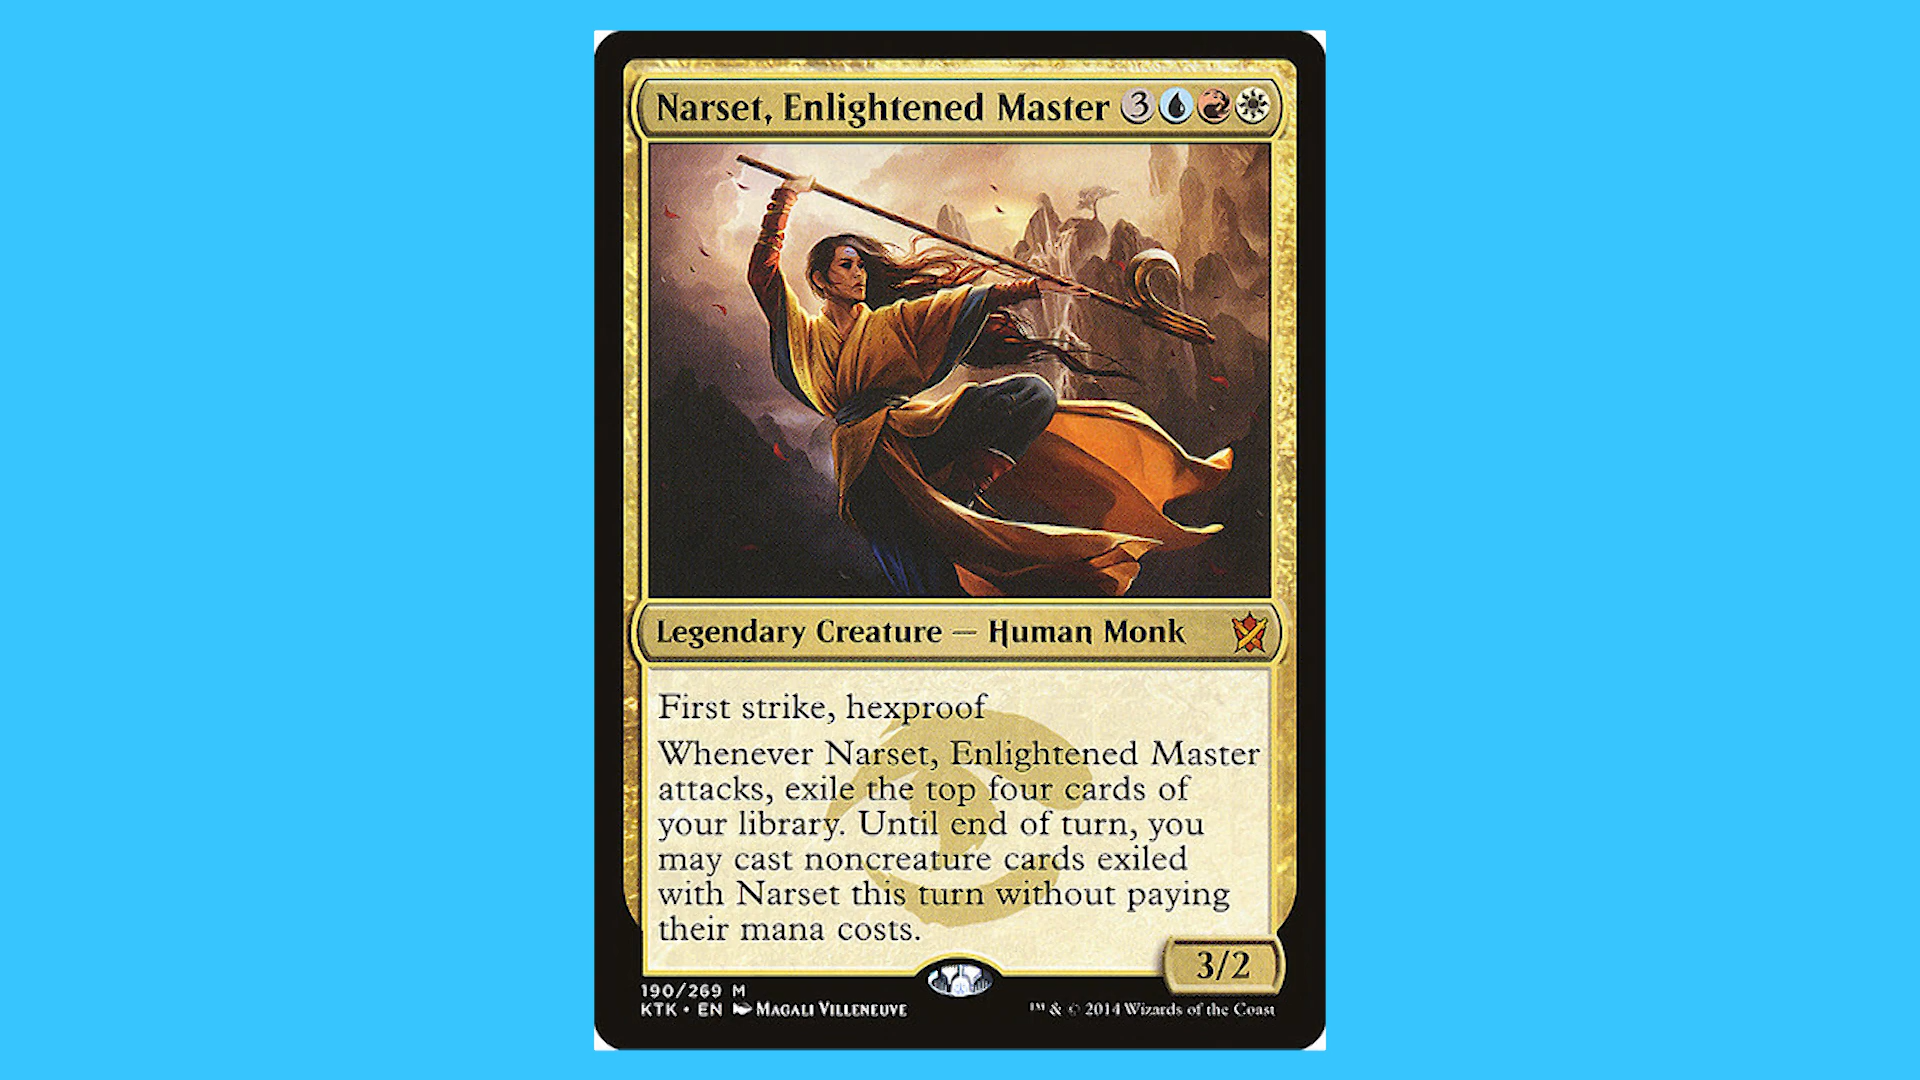 Narset, Enlightened Master 3
Legendary Creature — Human Monk
First strike, hexproof
Whenever Narset, Enlightened Master
attacks, exile the top four cards of
your library. Until end of turn, you
may cast noncreature cards exiled
with Narset this turn without paying
their mana costs.
3/2
190/269 M
KTK • EN Magali Villeneuve
™ & © 2014 Wizards of the Coast